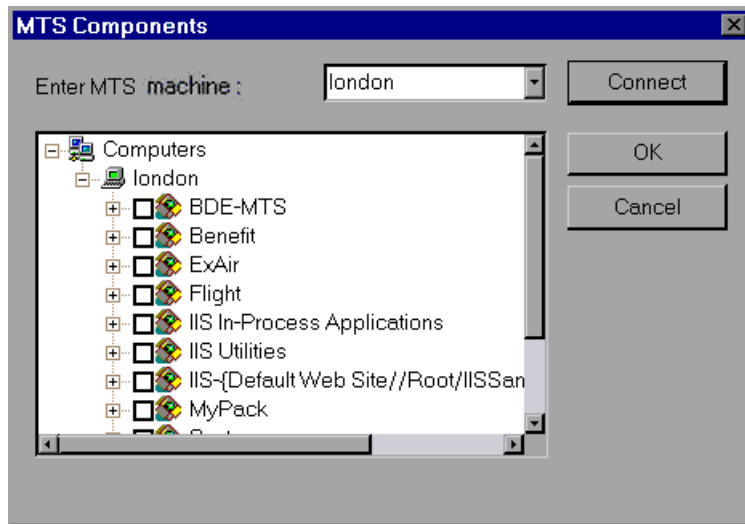 MTS Components
Enter MTS machine :
london
Connect
OK
Cancel
Computers
london
BDE-MTS
Benefit
ExAir
Flight
IIS In-Process Applications
IIS Utilities
IIS-{Default Web Site//Root/IISSan
MyPack